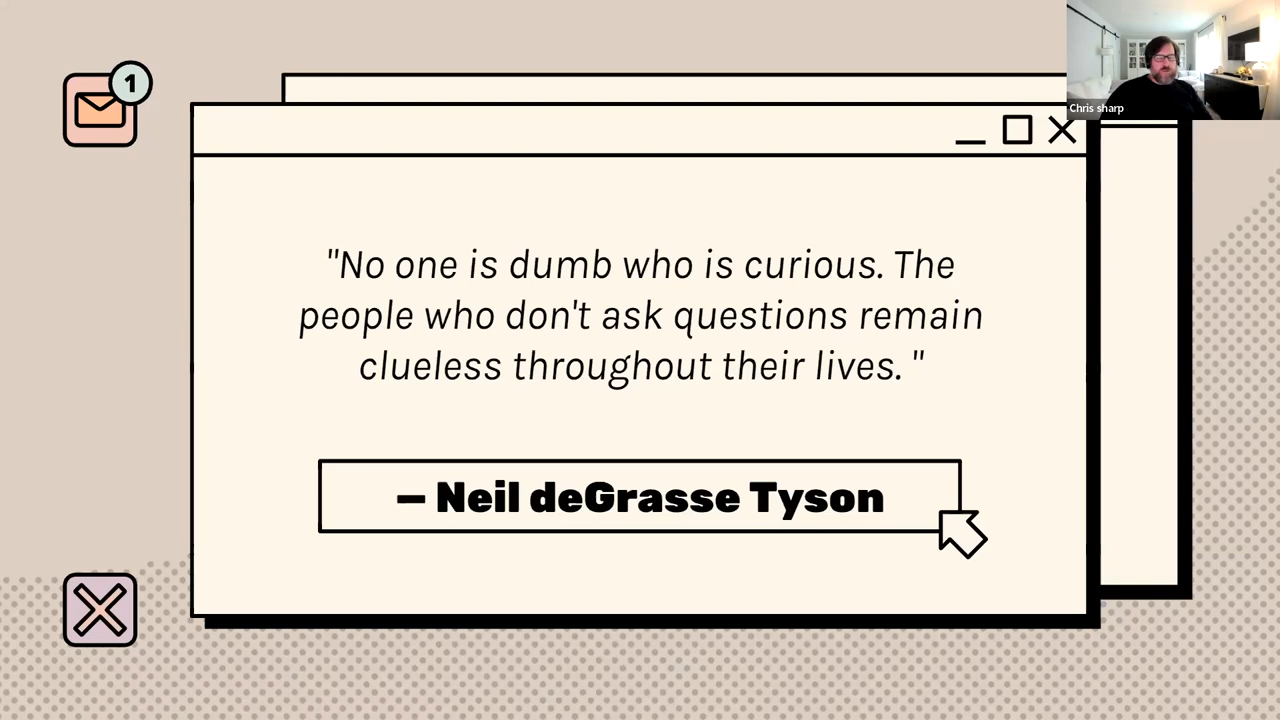 1
Chris sharp
"No one is dumb who is curious. The
people who don't ask questions remain
clueless throughout their lives. "
— Neil deGrasse Tyson